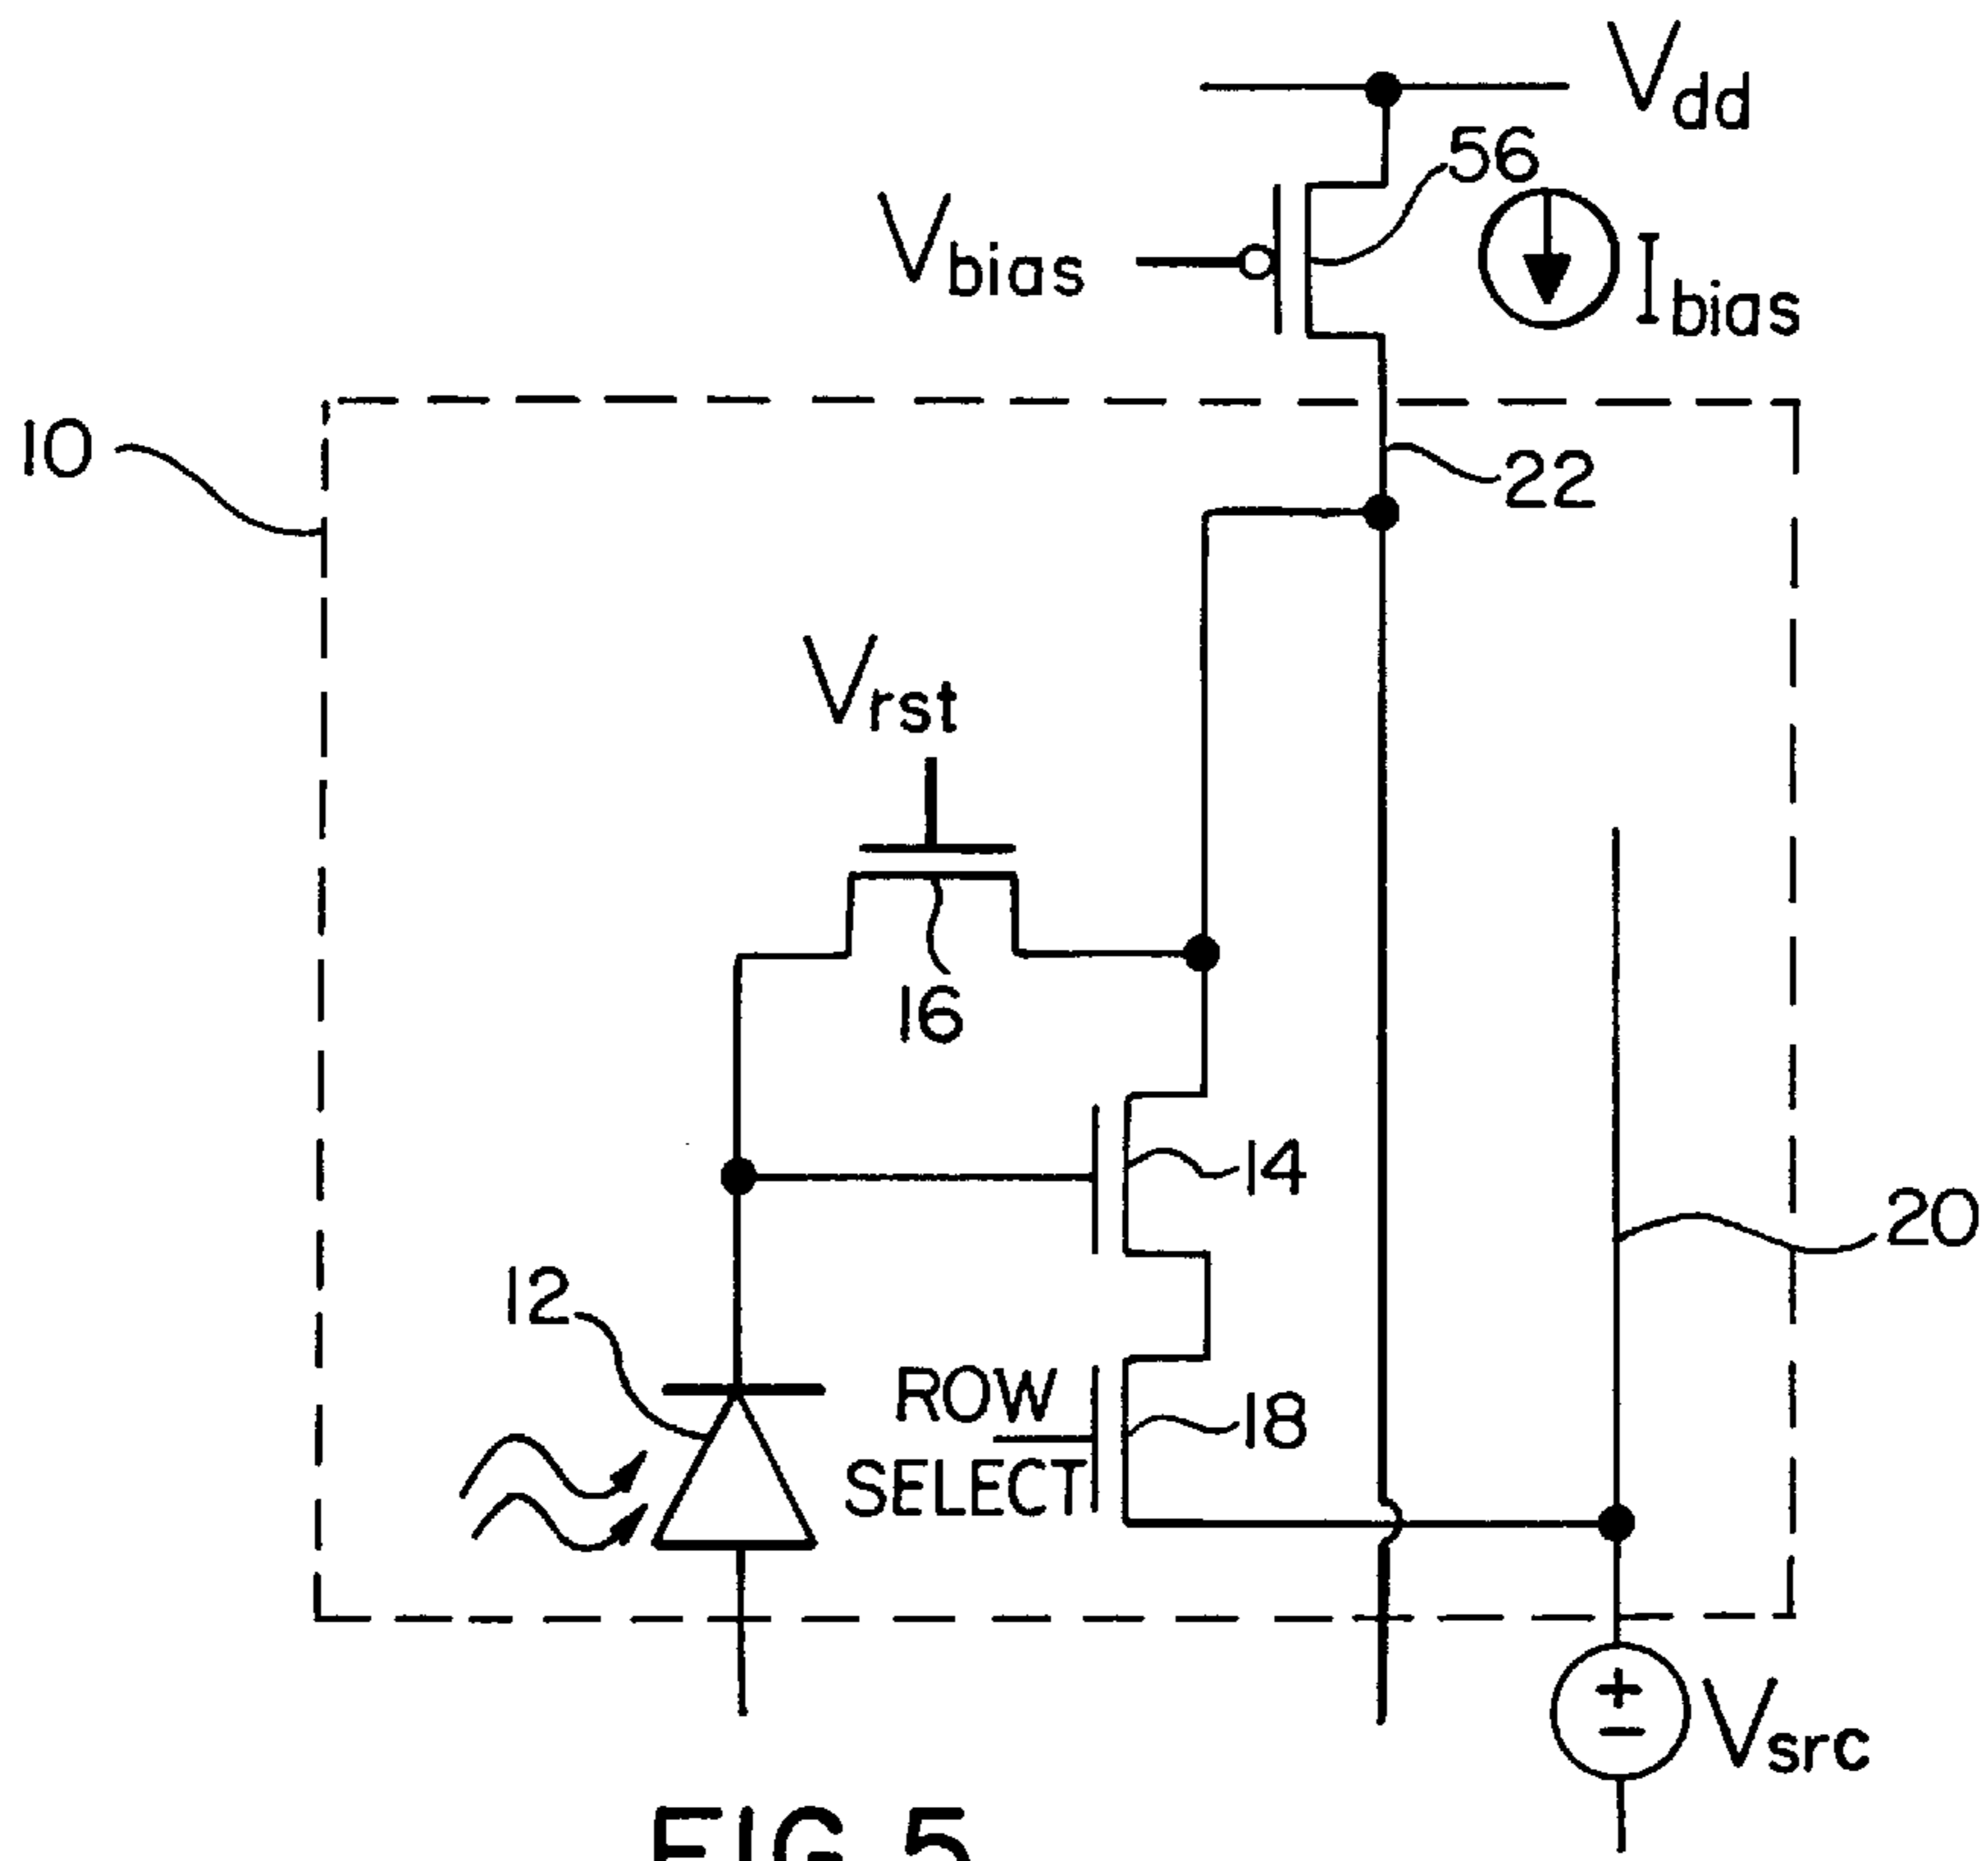 Vdd
56
Vbias
Ibias
10
22
Vrst
16
14
20
12
ROW
SELECT
18
+
−
Vsrc
FIG. 5